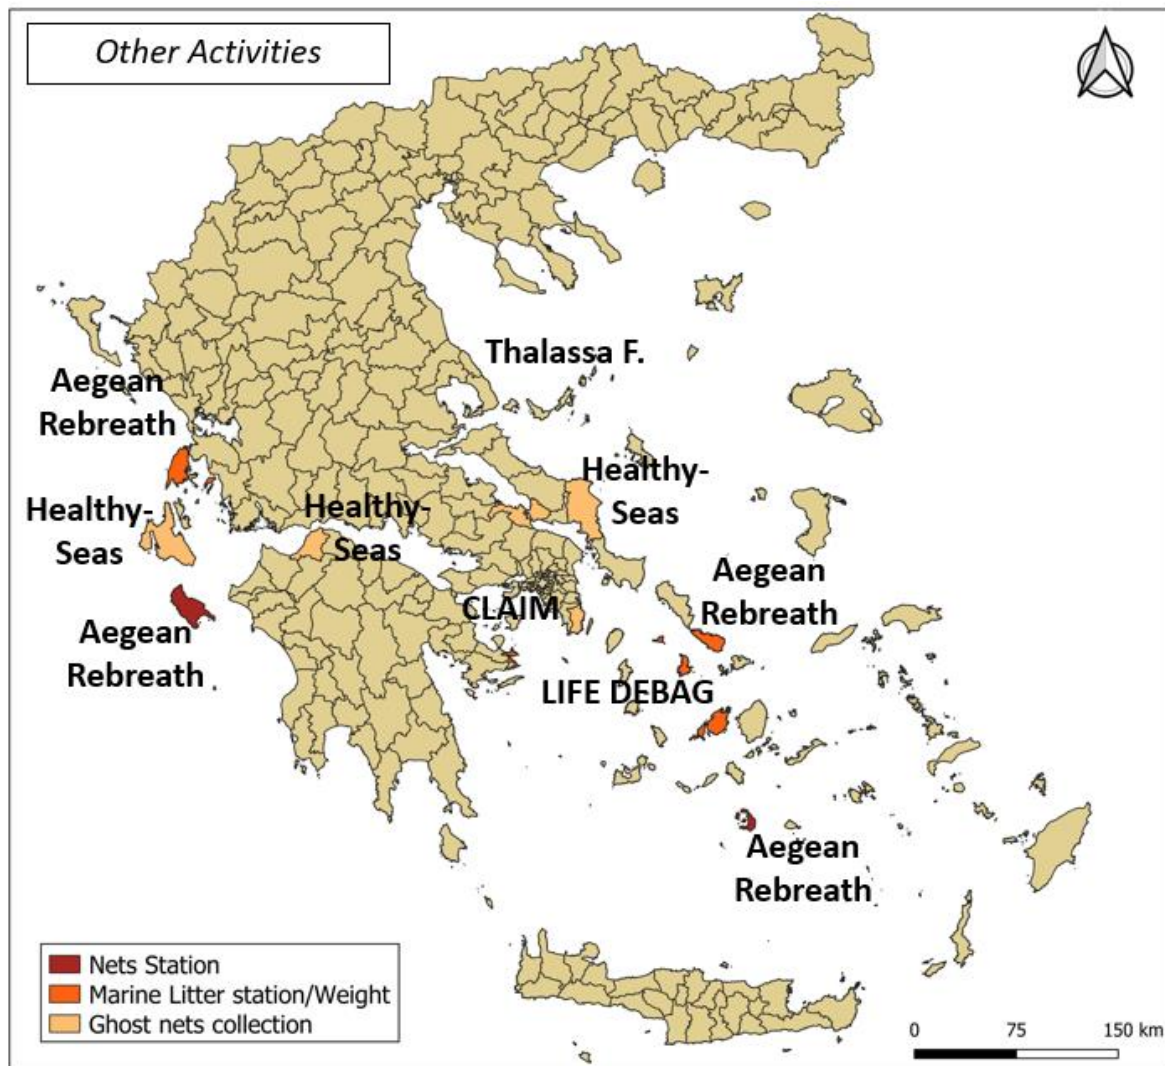 Other Activities
Thalassa F.
Aegean
Rebreath
Healthy-
Seas
Healthy-
Seas
Healthy-
Seas
Aegean
Rebreath
CLAIM
Aegean
Rebreath
LIFE DEBAG
Aegean
Rebreath
Nets Station
Marine Litter station/Weight
Ghost nets collection
0 75 150 km